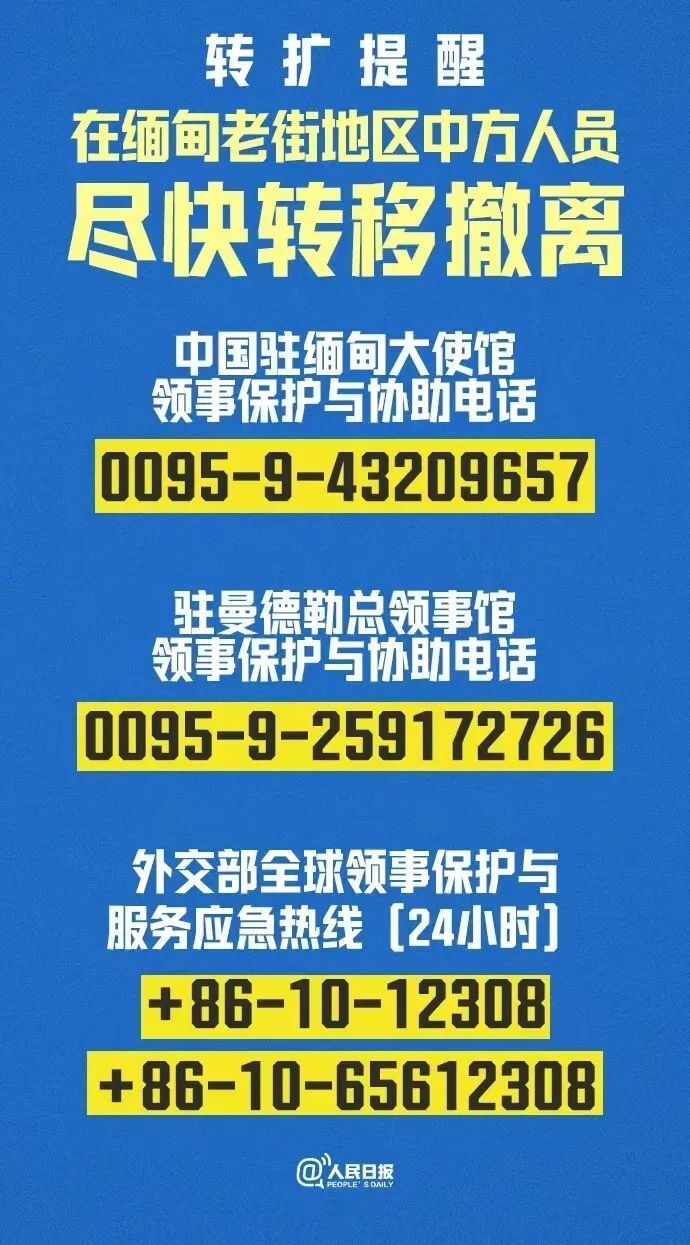 转扩提醒
在缅甸老街地区中方人员
尽快转移撤离
中国驻缅甸大使馆
领事保护与协助电话
0095-9-43209657
驻曼德勒总领事馆
领事保护与协助电话
0095-9-259172726
外交部全球领事保护与
服务应急热线（24小时）
+86-10-12308
+86-10-65612308
@人民日报
PEOPLE'S DAILY